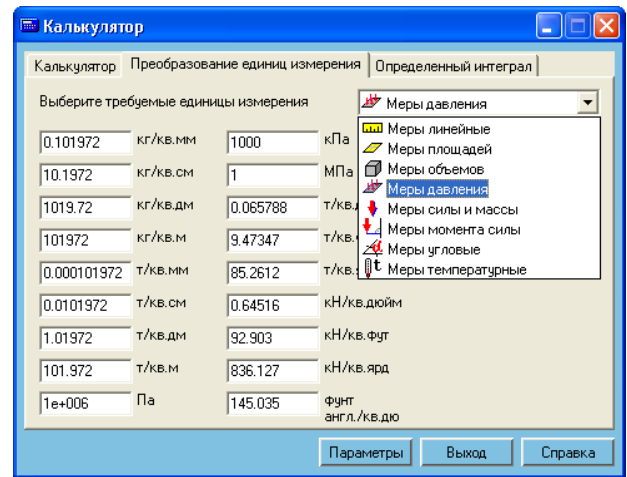 Калькулятор
Калькулятор Преобразование единиц измерения Определенный интеграл
Выберите требуемые единицы измерения Меры давления
Меры линейные
Меры площадей
Меры объемов
Меры давления
Меры силы и массы
Меры момента силы
Меры угловые
Меры температурные
0.101972 кг/кв.мм 1000 кПа
10.1972 кг/кв.см 1 МПа
1019.72 кг/кв.дм 0.065788 т/кв.
101972 кг/кв.м 9.47347 т/кв.
0.000101972 т/кв.мм 85.2612 т/кв.
0.0101972 т/кв.см 0.64516 кН/кв.дюйм
1.01972 т/кв.дм 92.903 кН/кв.фут
101.972 т/кв.м 836.127 кН/кв.ярд
1e+006 Па 145.035 фунт
англ./кв.дю
Параметры Выход Справка